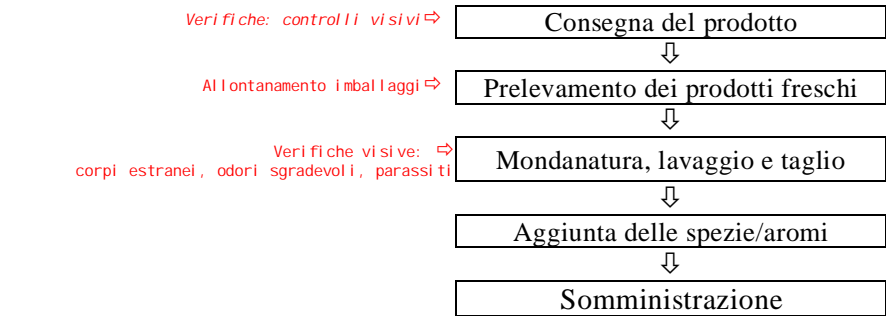 Verifiche: controlli visivi⇨ Consegna del prodotto
⇩
Allontanamento imballaggi⇨ Prelevamento dei prodotti freschi
⇩
Verifiche visive: ⇨
corpi estranei, odori sgradevoli, parassiti
Mondanatura, lavaggio e taglio
⇩
Aggiunta delle spezie/aromi
⇩
Somministrazione